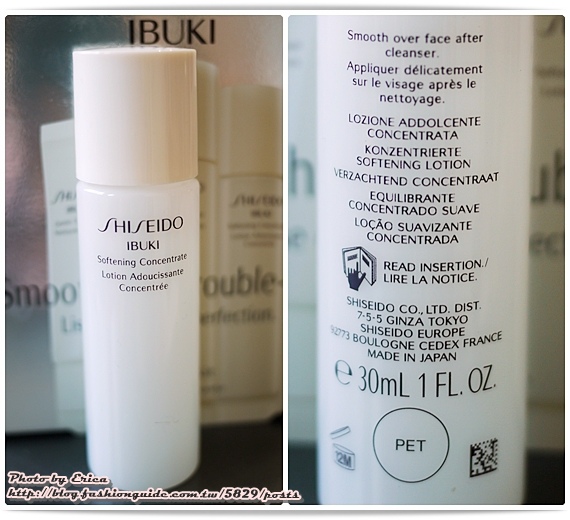 IBUKI
SHISEIDO
IBUKI
Softening Concentrate
Lotion Adoucissante
Concentrée
Smoo
rouble-
Lis
erfection.
Photo by Erica
http://blog.fashionguide.com.tw/5829/posts
Smooth over face after
cleanser.
Appliquer délicatement
sur le visage après le
nettoyage.
LOZIONE ADDOLCENTE
CONCENTRATA
KONZENTRIERTE
SOFTENING LOTION
VERZACHTEND CONCENTRAAT
EQUILIBRANTE
CONCENTRADO SUAVE
LOÇÃO SUAVIZANTE
CONCENTRADA
READ INSERTION./
LIRE LA NOTICE.
SHISEIDO CO., LTD. DIST.
7-5-5 GINZA TOKYO
SHISEIDO EUROPE
92773 BOULOGNE CEDEX FRANCE
MADE IN JAPAN
e 30mL 1 FL. OZ.
12M
PET